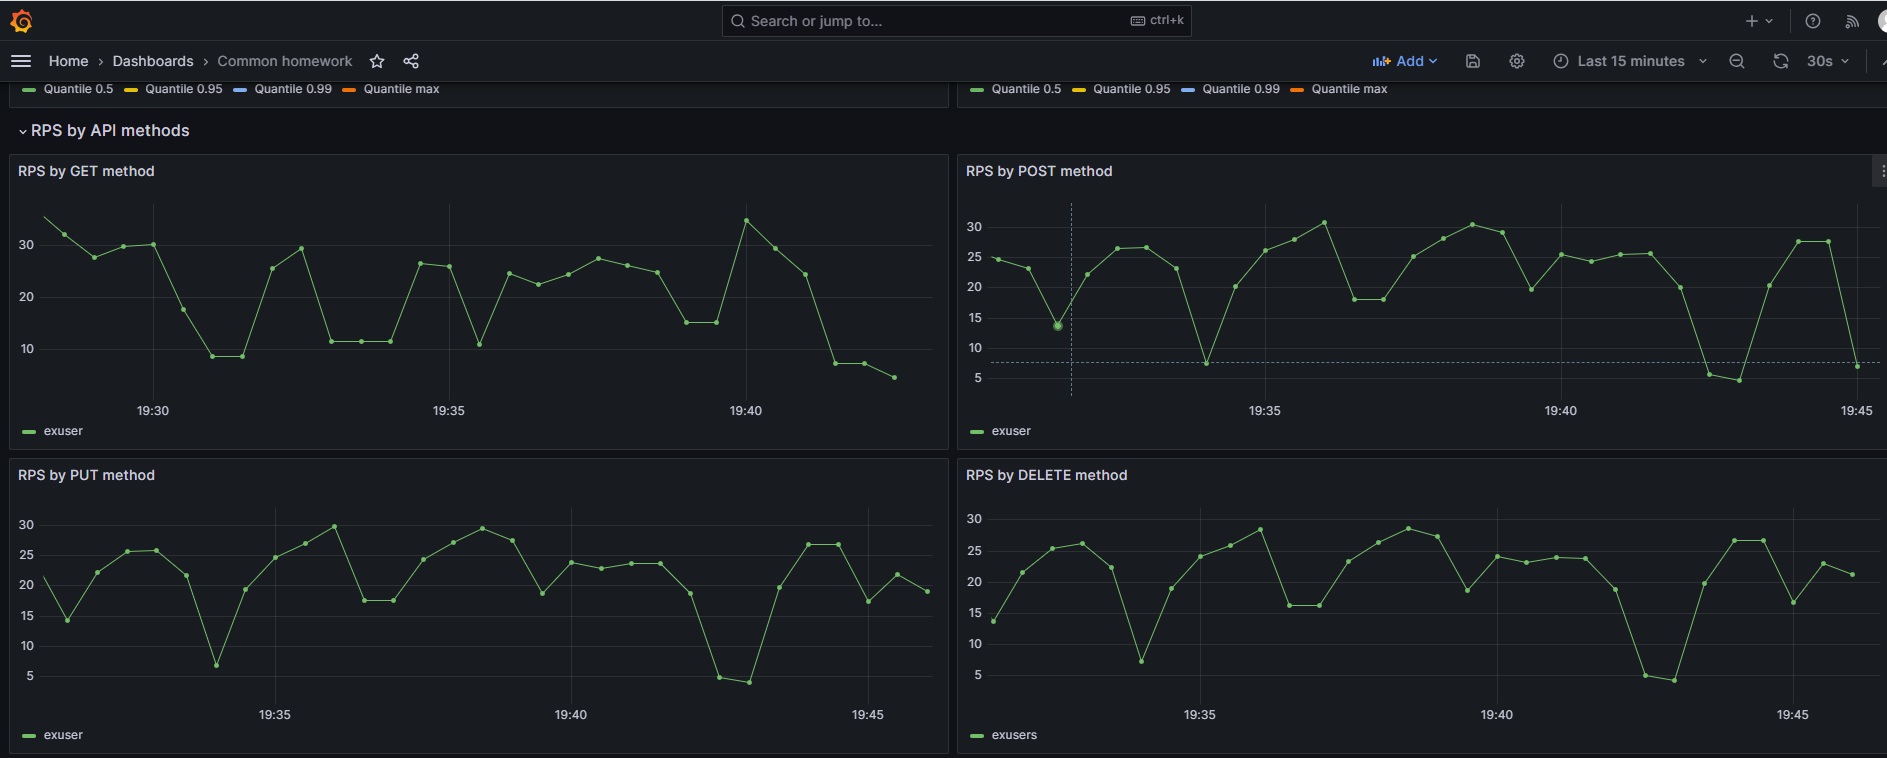 Search or jump to... ctrl+k
Home › Dashboards › Common homework Add Last 15 minutes 30s
Quantile 0.5 Quantile 0.95 Quantile 0.99 Quantile max
Quantile 0.5 Quantile 0.95 Quantile 0.99 Quantile max
RPS by API methods
RPS by GET method
30
20
10
19:30 19:35 19:40
exuser
RPS by POST method
30
25
20
15
10
5
19:35 19:40 19:45
exuser
RPS by PUT method
30
25
20
15
10
5
19:35 19:40 19:45
exuser
RPS by DELETE method
30
25
20
15
10
5
19:35 19:40 19:45
exusers